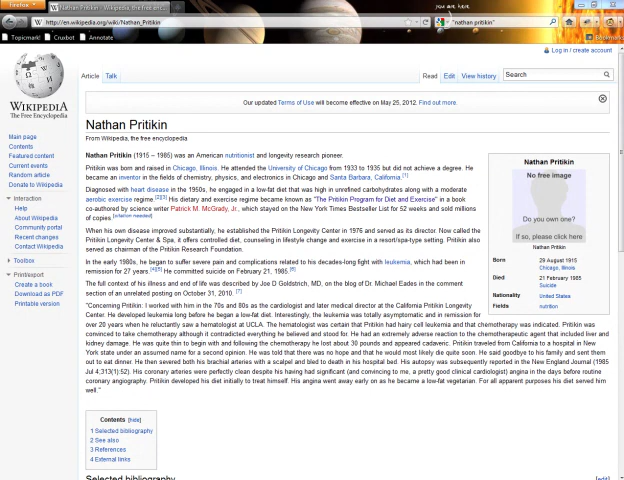 firefox
Nathan Pritikin - Wikipedia, the free enc...
you are here
http://en.wikipedia.org/wiki/Nathan_Pritikin
"nathan pritikin"
Topicmarki
Cruxbot
Annotate
Bookmark
Log in / create account
WIKIPEDIA
The Free Encyclopedia
Main page
Contents
Featured content
Current events
Random article
Donate to Wikipedia
Interaction
Help
About Wikipedia
Community portal
Recent changes
Contact Wikipedia
Toolbox
Print/export
Create a book
Download as PDF
Printable version
Article Talk
Read Edit View history
Search
Our updated Terms of Use will become effective on May 25, 2012. Find out more.
Nathan Pritikin
From Wikipedia, the free encyclopedia
Nathan Pritikin (1915 – 1985) was an American nutritionist and longevity research pioneer.
Pritikin was born and raised in Chicago, Illinois. He attended the University of Chicago from 1933 to 1935 but did not achieve a degree. He
became an inventor in the fields of chemistry, physics, and electronics in Chicago and Santa Barbara, California.[1]
Diagnosed with heart disease in the 1950s, he engaged in a low-fat diet that was high in unrefined carbohydrates along with a moderate
aerobic exercise regime.[2][3] His dietary and exercise regime became known as "The Pritikin Program for Diet and Exercise" in a book
co-authored by science writer Patrick M. McGrady, Jr., which stayed on the New York Times Bestseller List for 52 weeks and sold millions
of copies [citation needed]
When his own disease improved substantially, he established the Pritikin Longevity Center in 1976 and served as its director. Now called the
Pritikin Longevity Center & Spa, it offers controlled diet, counseling in lifestyle change and exercise in a resort/spa-type setting. Pritikin also
served as chairman of the Pritikin Research Foundation.
In the early 1980s, he began to suffer severe pain and complications related to his decades-long fight with leukemia, which had been in
remission for 27 years.[4][5] He committed suicide on February 21, 1985.[6]
The full context of his illness and end of life was described by Joe D Goldstrich, MD, on the blog of Dr. Michael Eades in the comment
section of an unrelated posting on October 31, 2010. [7]
"Concerning Pritikin: I worked with him in the 70s and 80s as the cardiologist and later medical director at the California Pritikin Longevity
Center. He developed leukemia long before he began a low-fat diet. Interestingly, the leukemia was totally asymptomatic and in remission for
over 20 years when he reluctantly saw a hematologist at UCLA. The hematologist was certain that Pritikin had hairy cell leukemia and that chemotherapy was indicated. Pritikin was
convinced to take chemotherapy although it contradicted everything he believed and stood for. He had an extremely adverse reaction to the chemotherapeutic agent that included liver and
kidney damage. He was quite thin to begin with and following the chemotherapy he lost about 30 pounds and appeared cadaveric. Pritikin traveled from California to a hospital in New
York state under an assumed name for a second opinion. He was told that there was no hope and that he would most likely die quite soon. He said goodbye to his family and sent them
out to eat dinner. He then severed both his brachial arteries with a scalpel and bled to death in his hospital bed. His autopsy was subsequently reported in the New England Journal (1985
Jul 4;313(1):52). His coronary arteries were perfectly clean despite his having had significant (and convincing to me, a pretty good clinical cardiologist) angina in the days before routine
coronary angiography. Pritikin developed his diet initially to treat himself. His angina went away early on as he became a low-fat vegetarian. For all apparent purposes his diet served him
well."
Nathan Pritikin
No free image
Do you own one?
If so, please click here
Nathan Pritikin
Born 29 August 1915
Chicago, Illinois
Died 21 February 1985
Suicide
Nationality United States
Fields nutrition
Contents [hide]
1 Selected bibliography
2 See also
3 References
4 External links
Selected bibliography [edit]